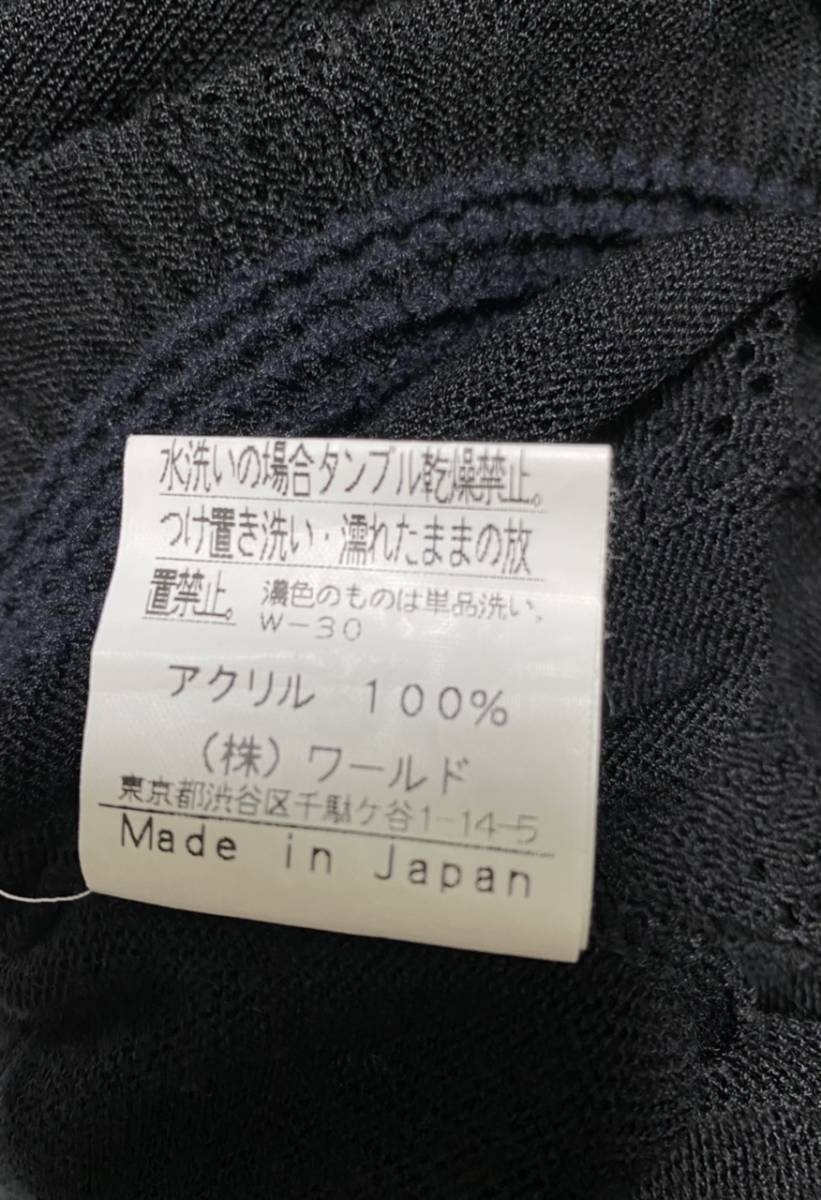 水洗いの場合タンブル乾燥禁止。
つけ置き洗い・濡れたままの放
置禁止。 濃色のものは単品洗い。
W-30
アクリル 100%
(株)ワールド
東京都渋谷区千駄ケ谷1-14-5
Made in Japan